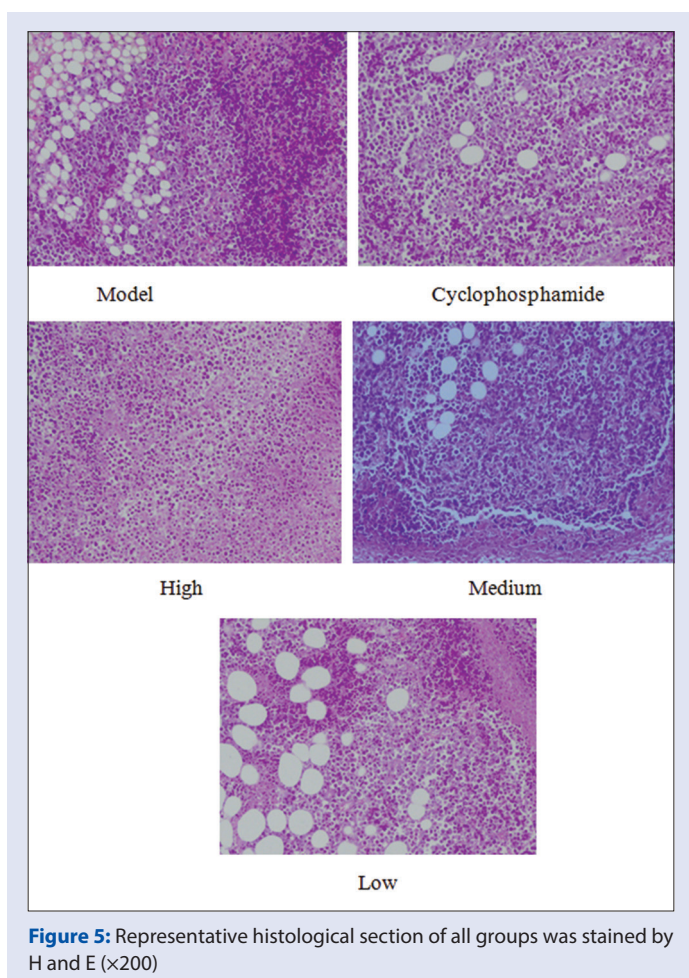 Model
Cyclophosphamide
High
Medium
Low
Figure 5: Representative histological section of all groups was stained by
H and E (×200)